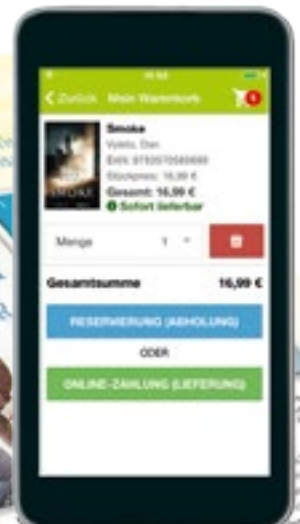 Zurück Mein Warenkorb
Smoke
Vyleta, Dan
Stückpreis: 16,99 €
Gesamt: 16,99 €
Sofort lieferbar
SMOKE
Menge 1
Gesamtsumme 16,99 €
RESERVIERUNG (ABHOLUNG)
ODER
ONLINE-ZAHLUNG (LIEFERUNG)